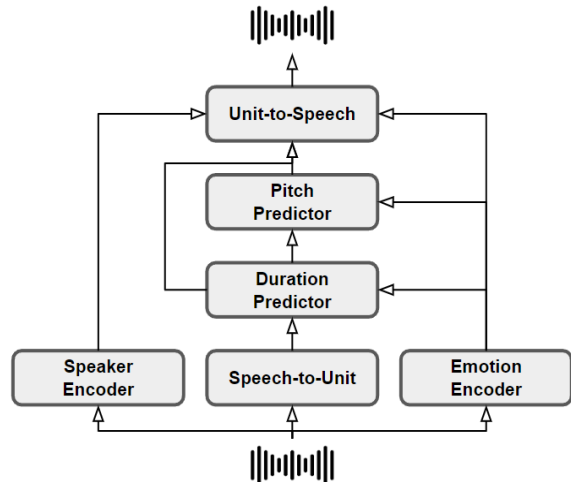 Unit-to-Speech
Pitch
Predictor
Duration
Predictor
Speaker
Encoder
Speech-to-Unit
Emotion
Encoder